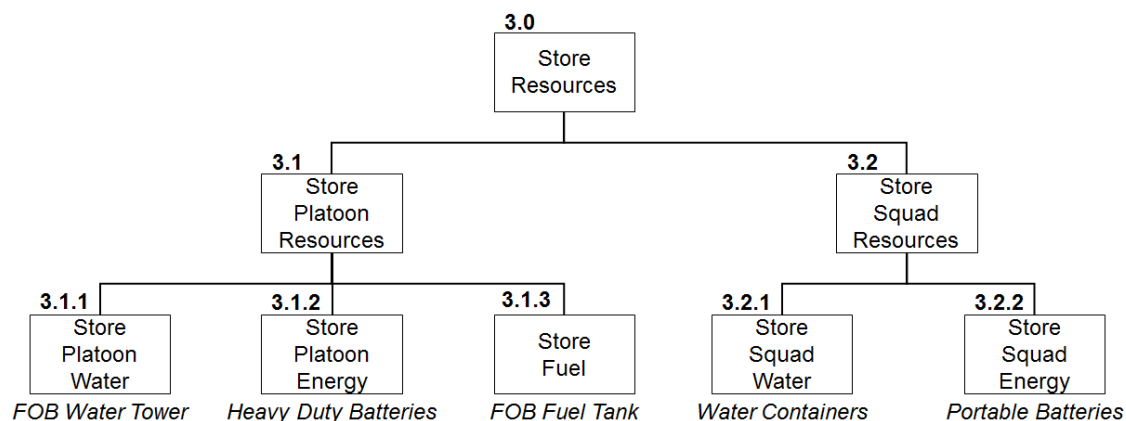 3.0
Store
Resources
3.1
Store
Platoon
Resources
3.2
Store
Squad
Resources
3.1.1
Store
Platoon
Water
FOB Water Tower
3.1.2
Store
Platoon
Energy
Heavy Duty Batteries
3.1.3
Store
Fuel
FOB Fuel Tank
3.2.1
Store
Squad
Water
Water Containers
3.2.2
Store
Squad
Energy
Portable Batteries